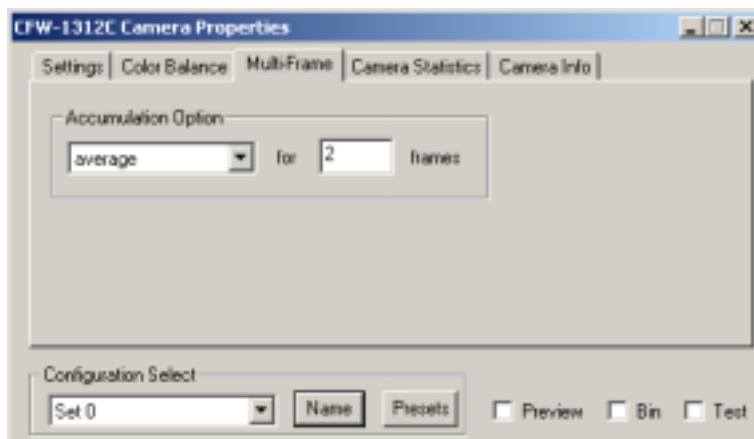 CFW-1312C Camera Properties
Settings Color Balance Multi-Frame Camera Statistics Camera Info
Accumulation Option
average for 2 frames
Configuration Select
Set 0 Name Presets Preview Bin Test